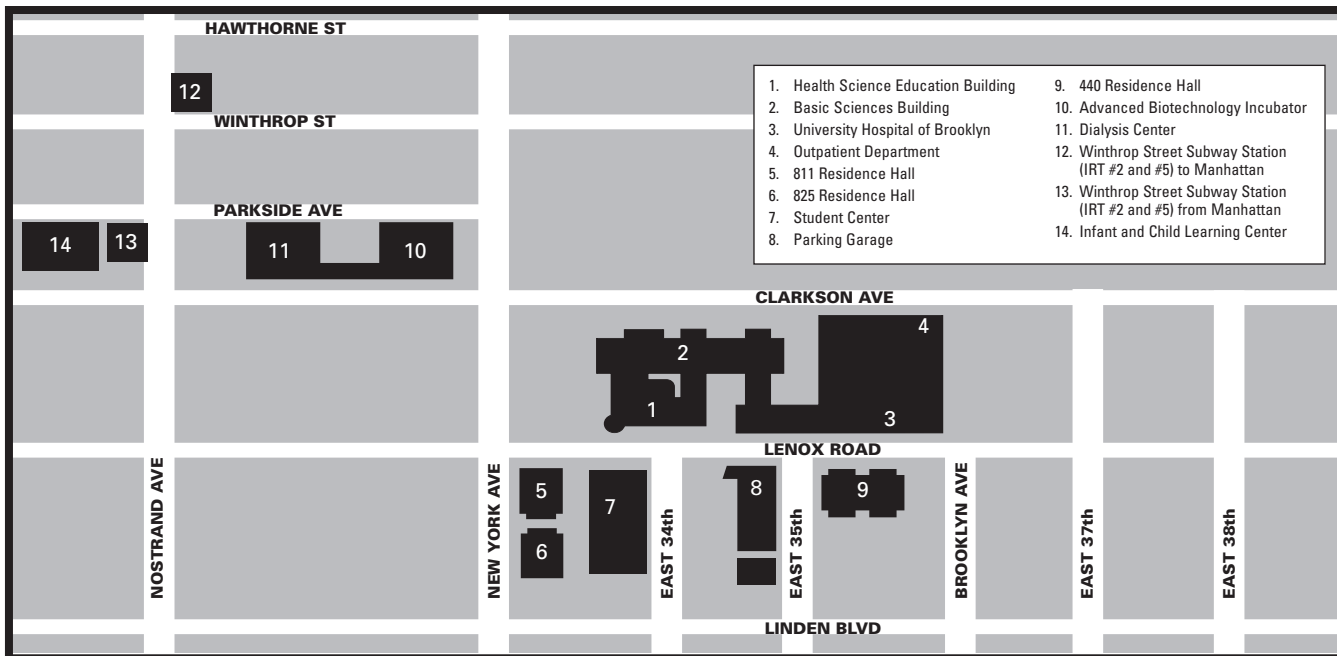 HAWTHORNE ST
12
WINTHROP ST
PARKSIDE AVE
14
13
11
10
1. Health Science Education Building
2. Basic Sciences Building
3. University Hospital of Brooklyn
4. Outpatient Department
5. 811 Residence Hall
6. 825 Residence Hall
7. Student Center
8. Parking Garage
9. 440 Residence Hall
10. Advanced Biotechnology Incubator
11. Dialysis Center
12. Winthrop Street Subway Station
(IRT #2 and #5) to Manhattan
13. Winthrop Street Subway Station
(IRT #2 and #5) from Manhattan
14. Infant and Child Learning Center
CLARKSON AVE
4
2
1
3
LENOX ROAD
NOSTRAND AVE
NEW YORK AVE
5
6
7
EAST 34th
8
EAST 35th
9
BROOKLYN AVE
EAST 37th
EAST 38th
LINDEN BLVD